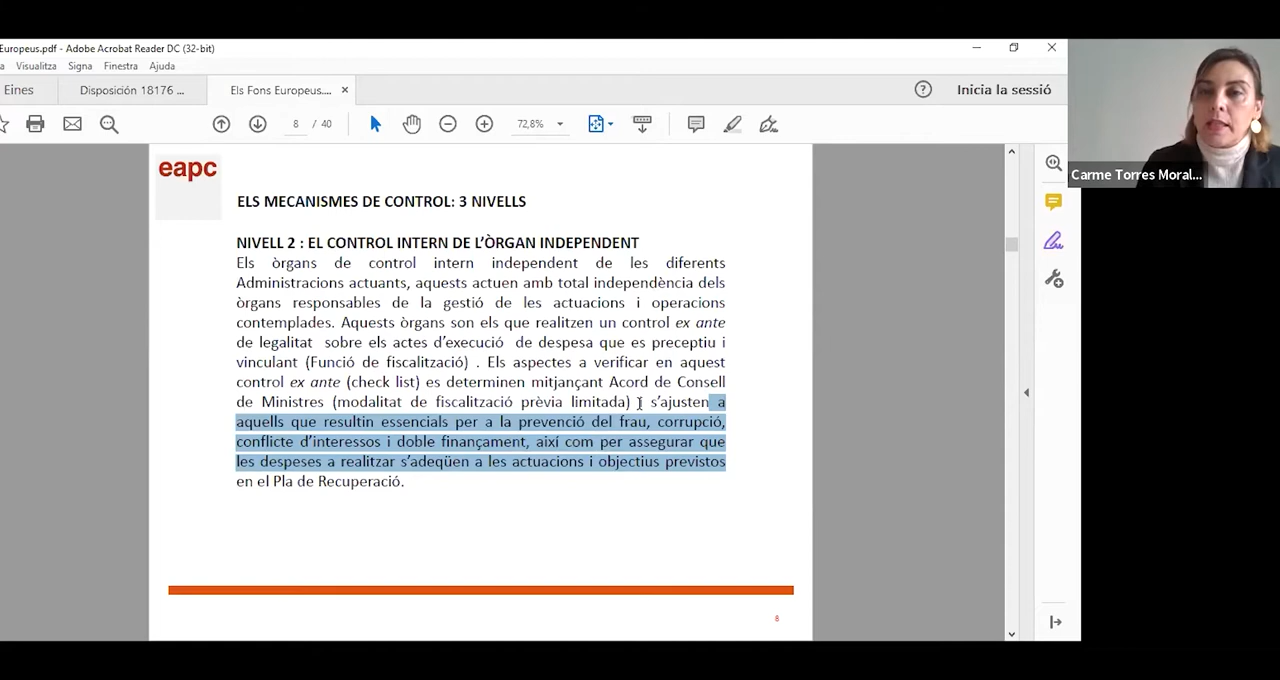 Europeus.pdf - Adobe Acrobat Reader DC (32-bit)
a Visualitza Signa Finestra Ajuda
Eines Disposición 18176 ... Els Fons Europeus.... × Inicia la sessió
8 / 40 72,8%
Carme Torres Moral...
eapc
ELS MECANISMES DE CONTROL: 3 NIVELLS
NIVELL 2 : EL CONTROL INTERN DE L’ÒRGAN INDEPENDENT
Els òrgans de control intern independent de les diferents
Administracions actuants, aquests actuen amb total independència dels
òrgans responsables de la gestió de les actuacions i operacions
contemplades. Aquests òrgans son els que realitzen un control ex ante
de legalitat sobre els actes d’execució de despesa que es preceptiu i
vinculant (Funció de fiscalització) . Els aspectes a verificar en aquest
control ex ante (check list) es determinen mitjançant Acord de Consell
de Ministres (modalitat de fiscalització prèvia limitada) i s’ajusten a
aquells que resultin essencials per a la prevenció del frau, corrupció,
conflicte d’interessos i doble finançament, així com per assegurar que
les despeses a realitzar s’adeqüen a les actuacions i objectius previstos
en el Pla de Recuperació.
8